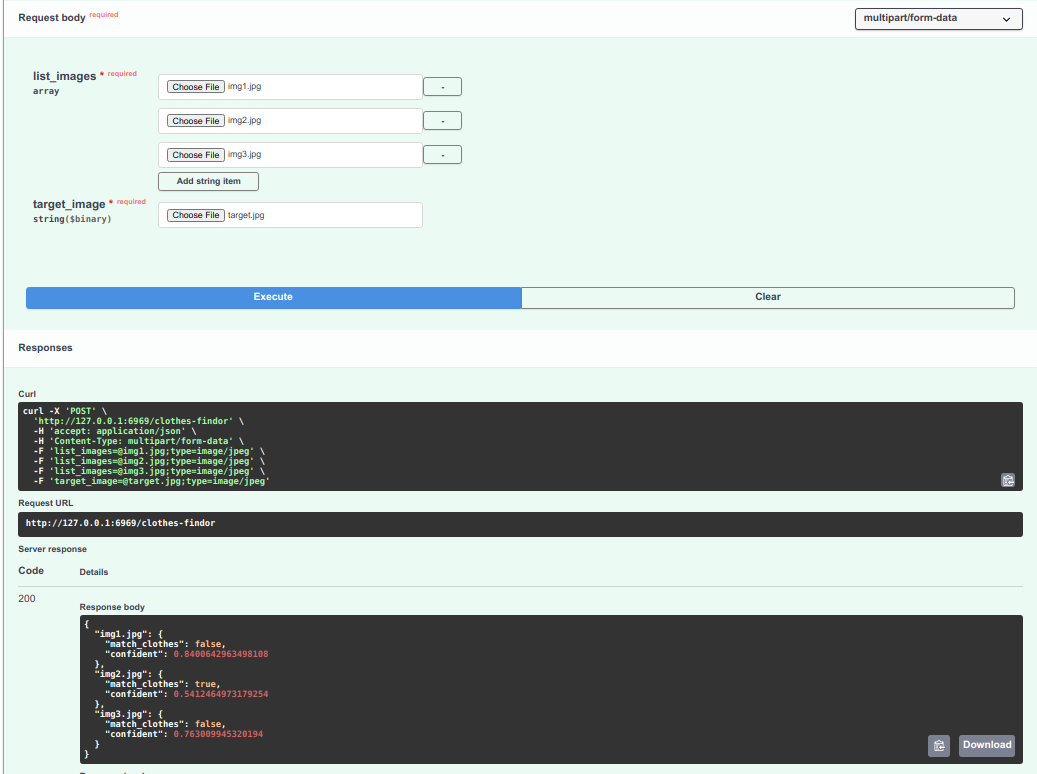 Request body required
multipart/form-data
list_images * required
array
Choose File img1.jpg
-
Choose File img2.jpg
-
Choose File img3.jpg
-
Add string item
target_image * required
string($binary)
Choose File target.jpg
Execute
Clear
Responses
Curl
curl -X 'POST' \
'http://127.0.0.1:6969/clothes-findor' \
-H 'accept: application/json' \
-H 'Content-Type: multipart/form-data' \
-F 'list_images=@img1.jpg;type=image/jpeg' \
-F 'list_images=@img2.jpg;type=image/jpeg' \
-F 'list_images=@img3.jpg;type=image/jpeg' \
-F 'target_image=@target.jpg;type=image/jpeg'
Request URL
http://127.0.0.1:6969/clothes-findor
Server response
Code
Details
200
Response body
{
"img1.jpg": {
"match_clothes": false,
"confident": 0.8400642963498108
},
"img2.jpg": {
"match_clothes": true,
"confident": 0.5412464973179254
},
"img3.jpg": {
"match_clothes": false,
"confident": 0.763009945320194
}
}
Download